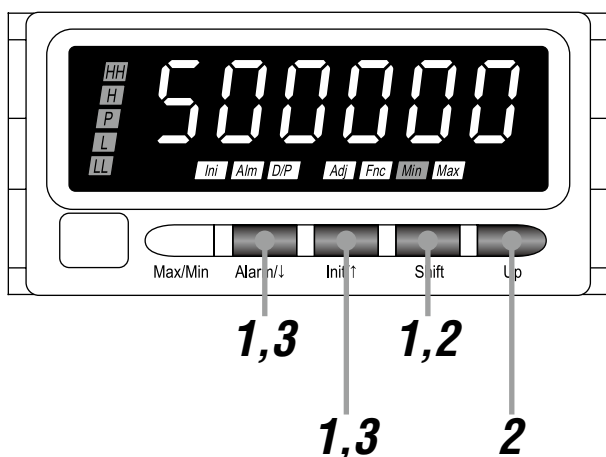 HH
H
P
L
LL
500000
Ini Alm D/P Adj Fnc Min Max
Max/Min Alarm/↓ Init/↑ Shift Up
1,3 1,2
1,3 2